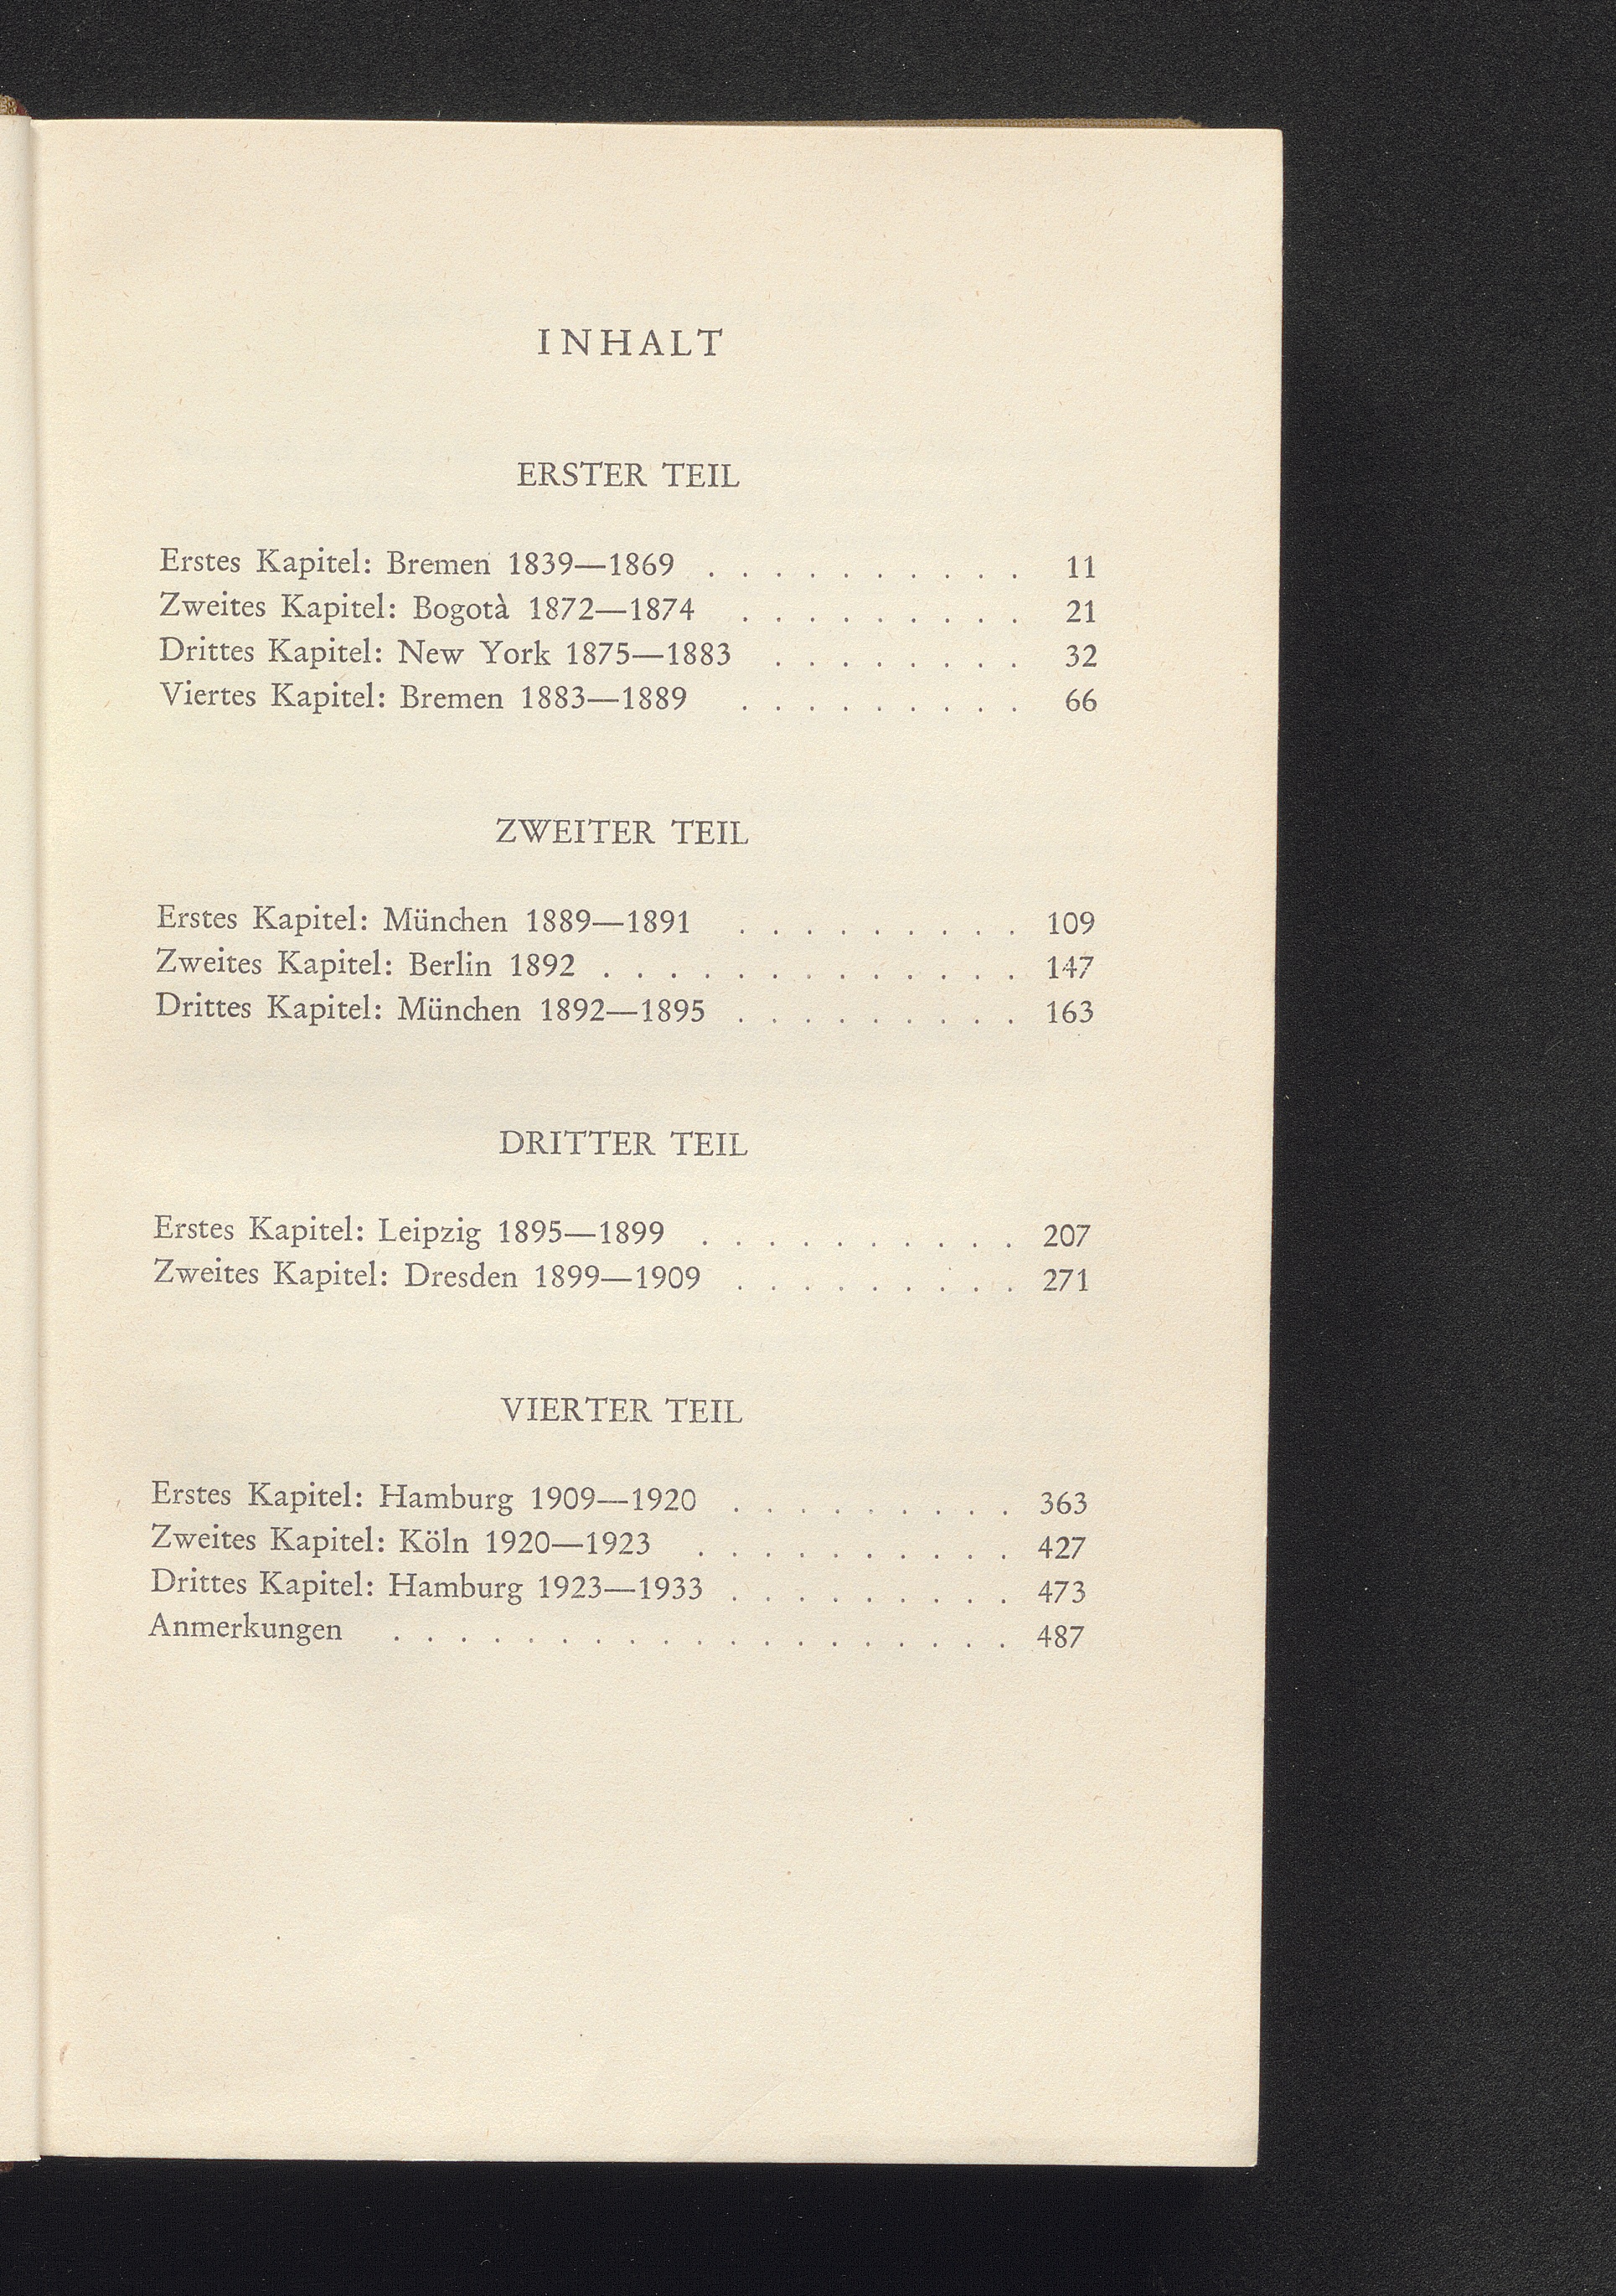 INHALT
ERSTER TEIL
Erstes Kapitel: Bremen 1839—1869 . . . . . . . . . . 11
Zweites Kapitel: Bogotà 1872—1874 . . . . . . . . . 21
Drittes Kapitel: New York 1875—1883 . . . . . . . . 32
Viertes Kapitel: Bremen 1883—1889 . . . . . . . . . 66
ZWEITER TEIL
Erstes Kapitel: München 1889—1891 . . . . . . . . . 109
Zweites Kapitel: Berlin 1892 . . . . . . . . . . . . . 147
Drittes Kapitel: München 1892—1895 . . . . . . . . . 163
DRITTER TEIL
Erstes Kapitel: Leipzig 1895—1899 . . . . . . . . . . 207
Zweites Kapitel: Dresden 1899—1909 . . . . . . . . . 271
VIERTER TEIL
Erstes Kapitel: Hamburg 1909—1920 . . . . . . . . . 363
Zweites Kapitel: Köln 1920—1923 . . . . . . . . . . 427
Drittes Kapitel: Hamburg 1923—1933 . . . . . . . . . 473
Anmerkungen . . . . . . . . . . . . . . . . . . . 487